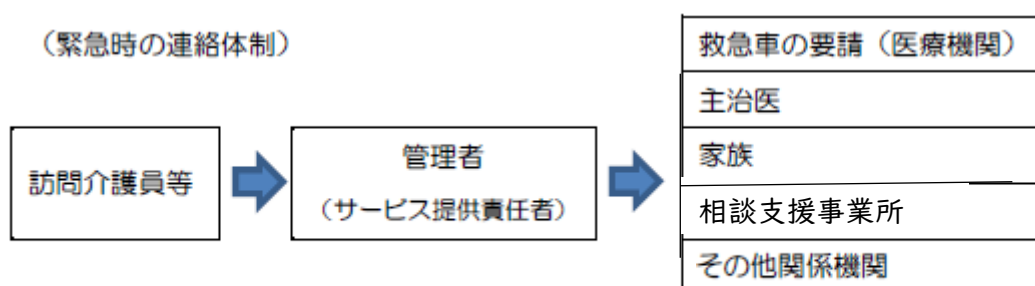 （緊急時の連絡体制）
訪問介護員等
管理者
（サービス提供責任者）
救急車の要請（医療機関）
主治医
家族
相談支援事業所
その他関係機関